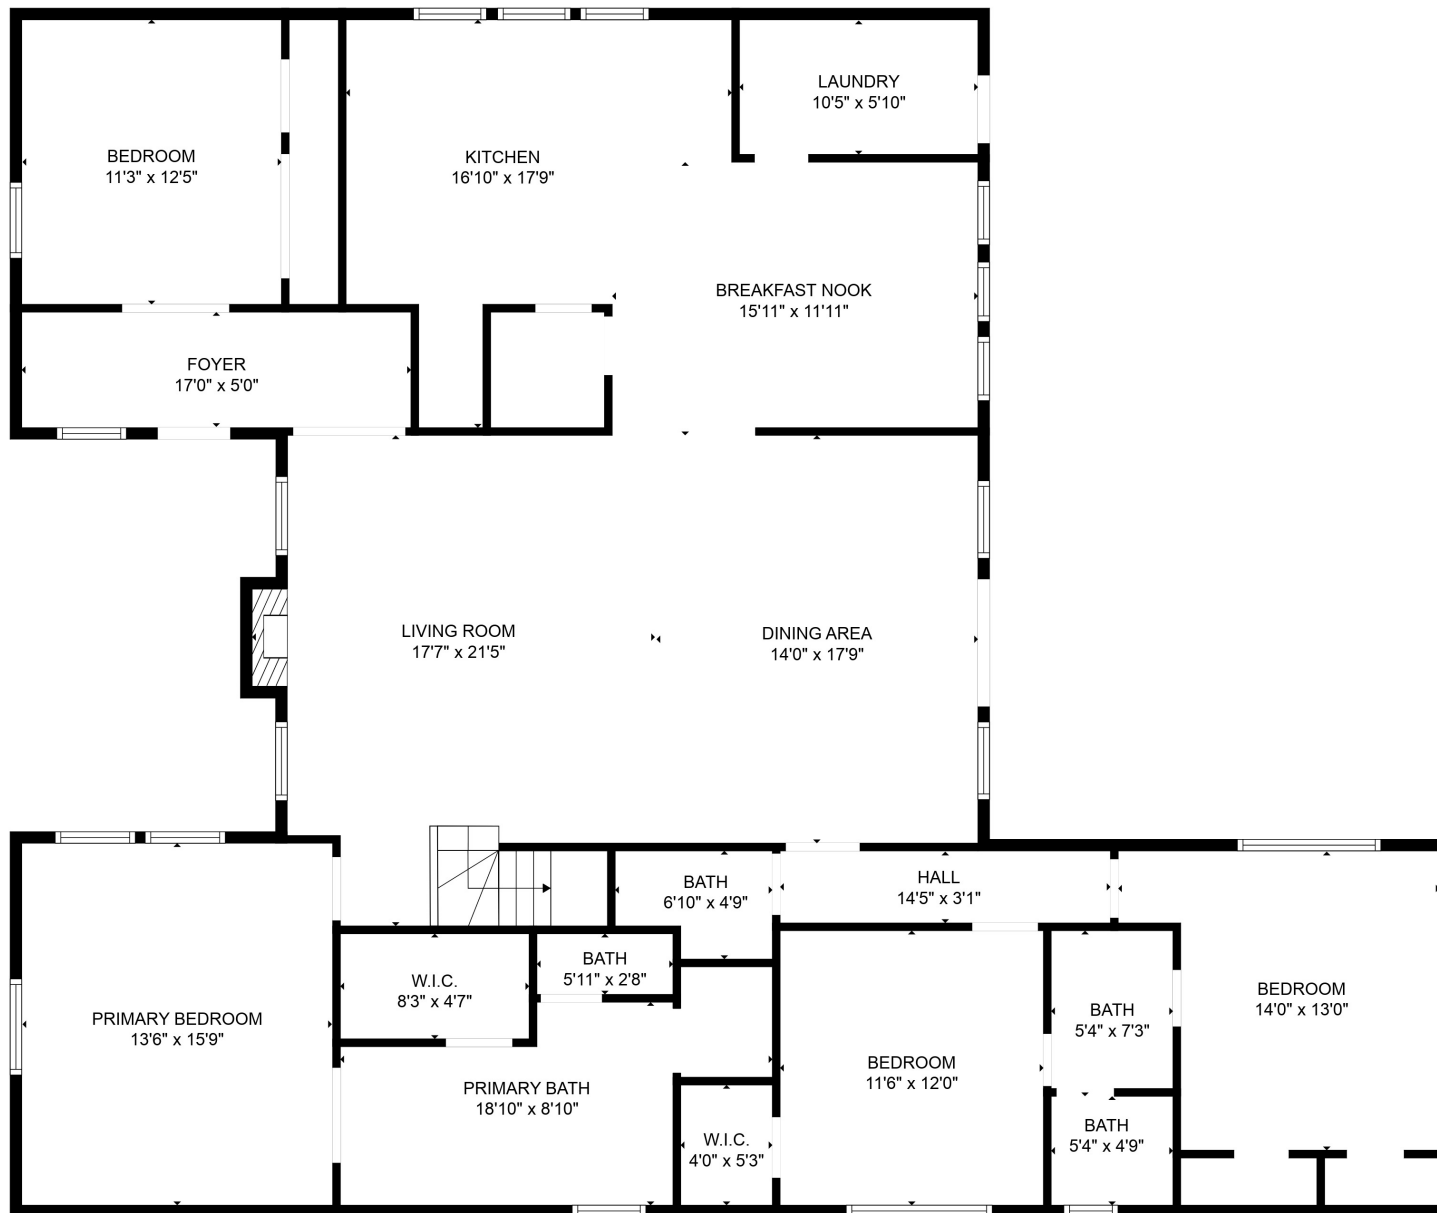 LAUNDRY
10'5" x 5'10"
BEDROOM
11'3" x 12'5"
KITCHEN
16'10" x 17'9"
BREAKFAST NOOK
15'11" x 11'11"
FOYER
17'0" x 5'0"
LIVING ROOM
17'7" x 21'5"
DINING AREA
14'0" x 17'9"
BATH
6'10" x 4'9"
HALL
14'5" x 3'1"
BATH
5'11" x 2'8"
W.I.C.
8'3" x 4'7"
BEDROOM
14'0" x 13'0"
PRIMARY BEDROOM
13'6" x 15'9"
BATH
5'4" x 7'3"
BEDROOM
11'6" x 12'0"
PRIMARY BATH
18'10" x 8'10"
BATH
5'4" x 4'9"
W.I.C.
4'0" x 5'3"